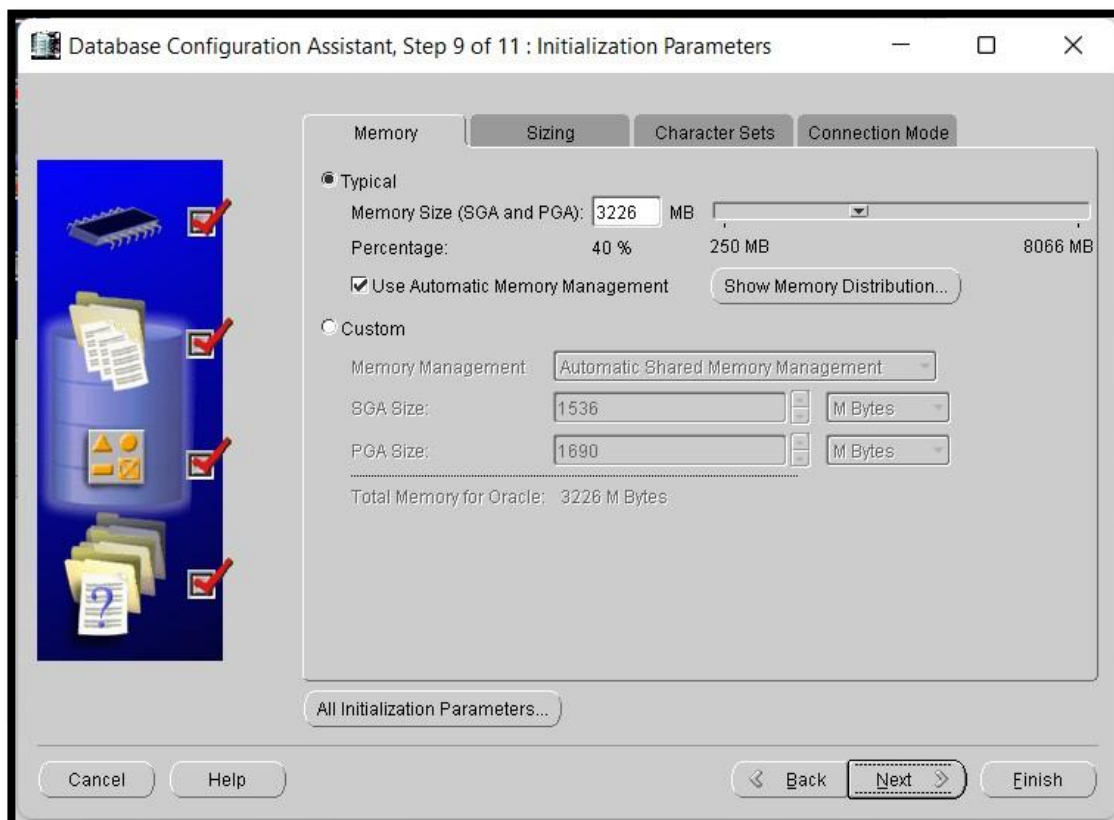 Database Configuration Assistant, Step 9 of 11 : Initialization Parameters
Memory Sizing Character Sets Connection Mode
Typical
Memory Size (SGA and PGA): 3226 MB
Percentage: 40 % 250 MB 8066 MB
Use Automatic Memory Management Show Memory Distribution...
Custom
Memory Management Automatic Shared Memory Management
SGA Size: 1536 M Bytes
PGA Size: 1690 M Bytes
Total Memory for Oracle: 3226 M Bytes
?
All Initialization Parameters...
Cancel Help Back Next Finish